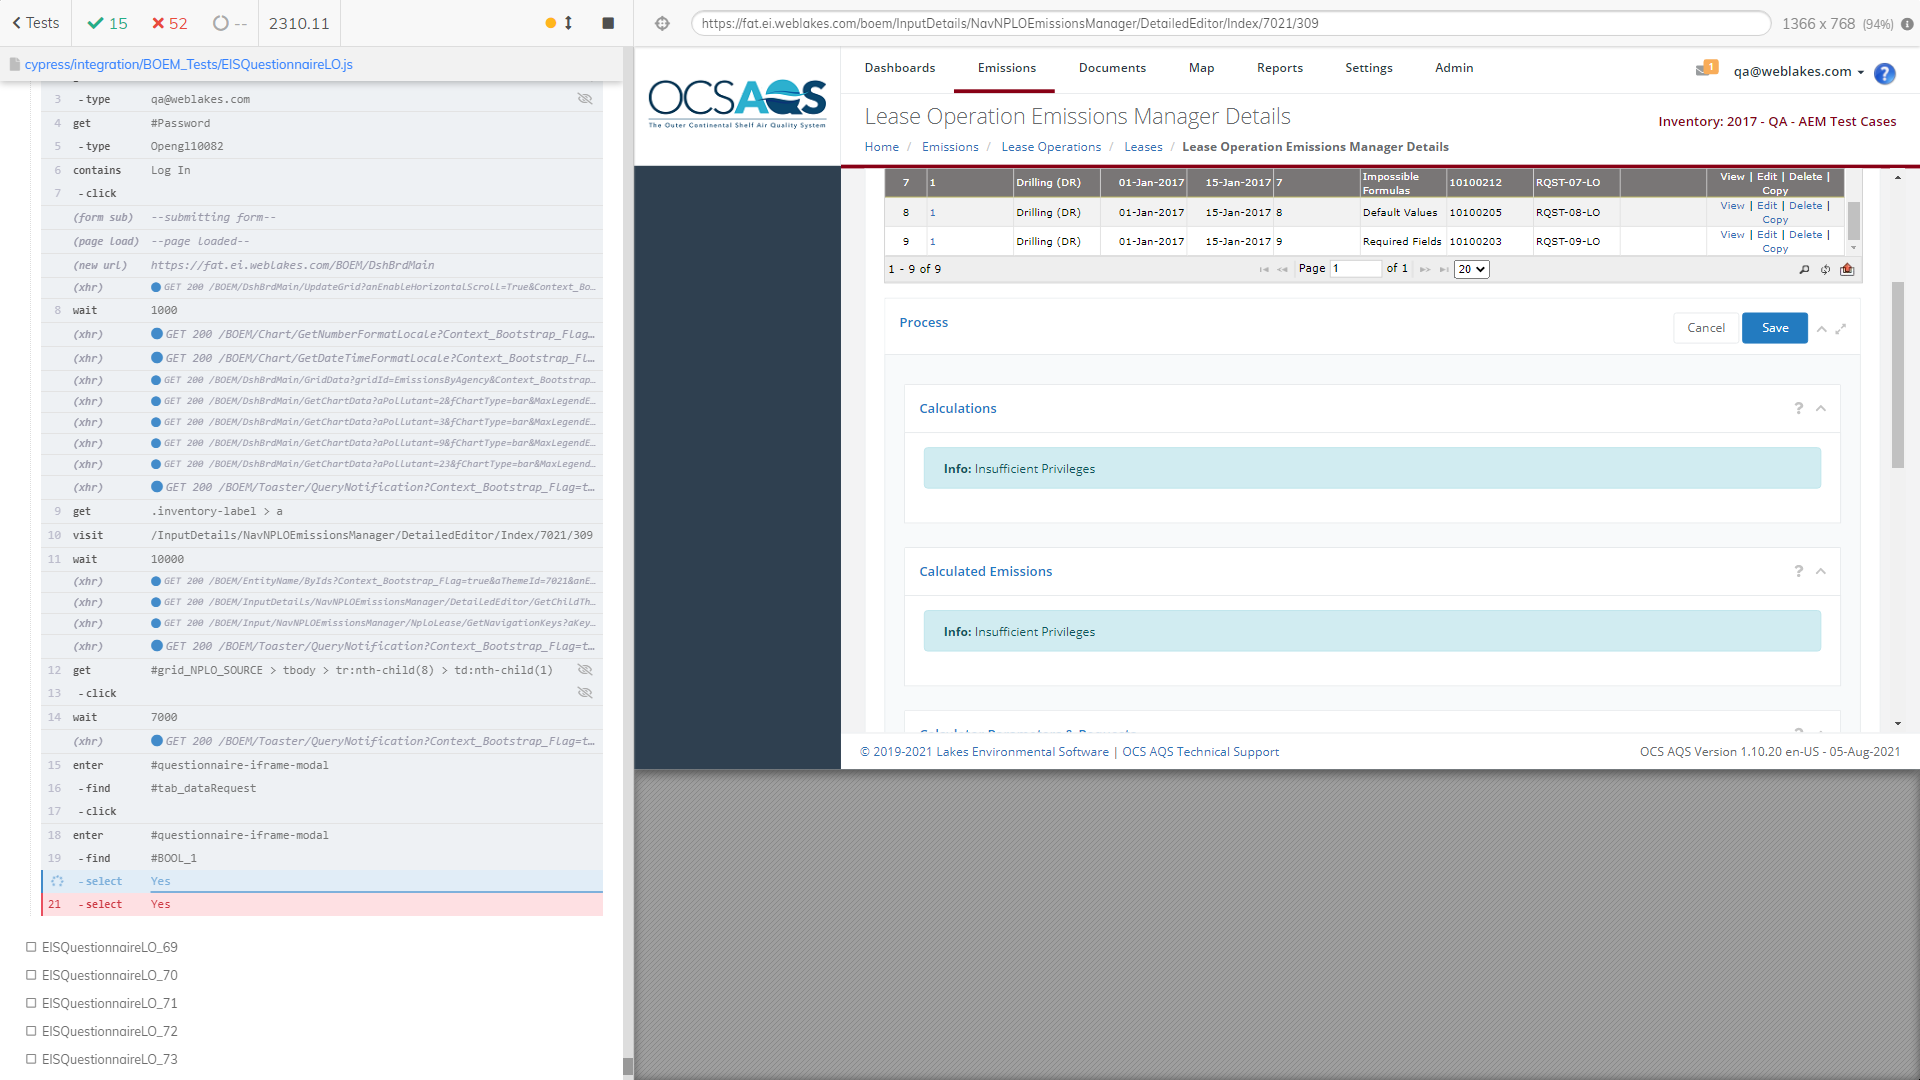 Tests
15
52
--
2310.11
cypress/integration/BOEM_Tests/EISQuestionnaireLO.js
3 -type qa@weblakes.com
4 get #Password
5 -type Opengl10082
6 contains Log In
7 -click
(form sub) --submitting form--
(page load) --page loaded--
(new url) https://fat.ei.weblakes.com/BOEM/DshBrdMain
(xhr) GET 200 /BOEM/DshBrdMain/UpdateGrid?anEnableHorizontalScroll=True&Context_Bo…
8 wait 1000
(xhr) GET 200 /BOEM/Chart/GetNumberFormatLocale?Context_Bootstrap_Flag…
(xhr) GET 200 /BOEM/Chart/GetDateTimeFormatLocale?Context_Bootstrap_Fl…
(xhr) GET 200 /BOEM/DshBrdMain/GridData?gridId=EmissionsByAgency&Context_Bootstrap…
(xhr) GET 200 /BOEM/DshBrdMain/GetChartData?aPollutant=2&fChartType=bar&MaxLegendE…
(xhr) GET 200 /BOEM/DshBrdMain/GetChartData?aPollutant=3&fChartType=bar&MaxLegendE…
(xhr) GET 200 /BOEM/DshBrdMain/GetChartData?aPollutant=9&fChartType=bar&MaxLegendE…
(xhr) GET 200 /BOEM/DshBrdMain/GetChartData?aPollutant=23&fChartType=bar&MaxLegend…
(xhr) GET 200 /BOEM/Toaster/QueryNotification?Context_Bootstrap_Flag=t…
9 get .inventory-label > a
10 visit /InputDetails/NavNPLOEmissionsManager/DetailedEditor/Index/7021/309
11 wait 10000
(xhr) GET 200 /BOEM/EntityName/ByIds?Context_Bootstrap_Flag=true&aThemeId=7021&anE…
(xhr) GET 200 /BOEM/InputDetails/NavNPLOEmissionsManager/DetailedEditor/GetChildTh…
(xhr) GET 200 /BOEM/Input/NavNPLOEmissionsManager/NploLease/GetNavigationKeys?aKey…
(xhr) GET 200 /BOEM/Toaster/QueryNotification?Context_Bootstrap_Flag=t…
12 get #grid_NPLO_SOURCE > tbody > tr:nth-child(8) > td:nth-child(1)
13 -click
14 wait 7000
(xhr) GET 200 /BOEM/Toaster/QueryNotification?Context_Bootstrap_Flag=t…
15 enter #questionnaire-iframe-modal
16 -find #tab_dataRequest
17 -click
18 enter #questionnaire-iframe-modal
19 -find #BOOL_1
-select Yes
21 -select Yes
EISQuestionnaireLO_69
EISQuestionnaireLO_70
EISQuestionnaireLO_71
EISQuestionnaireLO_72
EISQuestionnaireLO_73
https://fat.ei.weblakes.com/boem/InputDetails/NavNPLOEmissionsManager/DetailedEditor/Index/7021/309
1366 x 768 (94%)
OCSAQS
The Outer Continental Shelf Air Quality System
Dashboards Emissions Documents Map Reports Settings Admin
1 qa@weblakes.com ?
Lease Operation Emissions Manager Details
Inventory: 2017 - QA - AEM Test Cases
Home / Emissions / Lease Operations / Leases / Lease Operation Emissions Manager Details
7 1 Drilling (DR) 01-Jan-2017 15-Jan-2017 7 Impossible Formulas 10100212 RQST-07-LO View | Edit | Delete | Copy
8 1 Drilling (DR) 01-Jan-2017 15-Jan-2017 8 Default Values 10100205 RQST-08-LO View | Edit | Delete | Copy
9 1 Drilling (DR) 01-Jan-2017 15-Jan-2017 9 Required Fields 10100203 RQST-09-LO View | Edit | Delete | Copy
1 - 9 of 9 Page 1 of 1 20
Process Cancel Save
Calculations ?
Info: Insufficient Privileges
Calculated Emissions ?
Info: Insufficient Privileges
Calculator Parameters & Requests ?
© 2019-2021 Lakes Environmental Software | OCS AQS Technical Support
OCS AQS Version 1.10.20 en-US - 05-Aug-2021